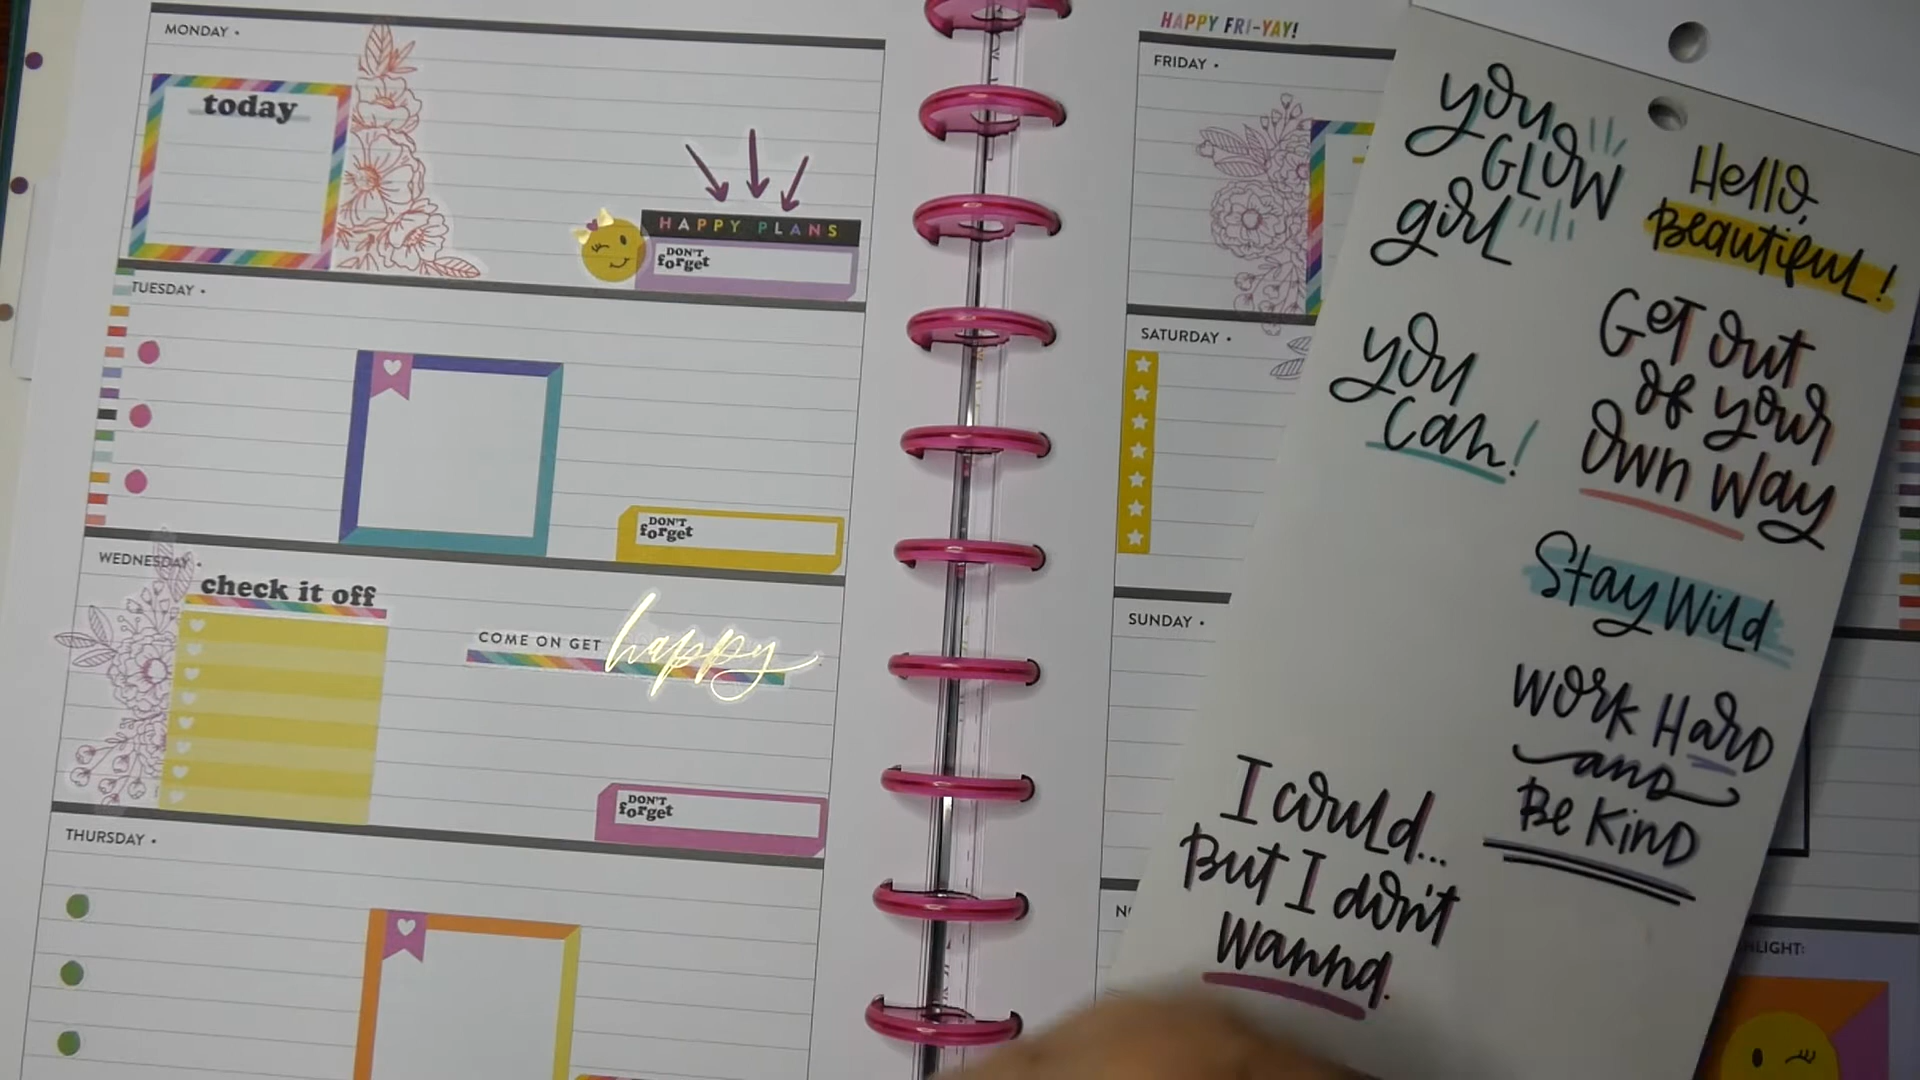 MONDAY •
today
HAPPY PLANS
DON'T
forget
TUESDAY •
DON'T
forget
WEDNESDAY •
check it off
COME ON GET happy
DON'T
forget
THURSDAY •
HAPPY FRI-YAY!
FRIDAY •
SATURDAY •
SUNDAY •
you
GLOW
girl
Hello,
Beautiful!
you
can!
Get out
of your
own way
Stay Wild
Work Hard
and
Be Kind
I could...
But I don't
wanna.